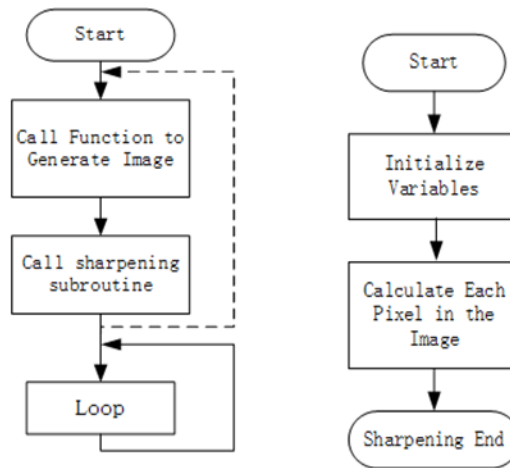 Start
Call Function to
Generate Image
Call sharpening
subroutine
Loop
Start
Initialize
Variables
Calculate Each
Pixel in the
Image
Sharpening End